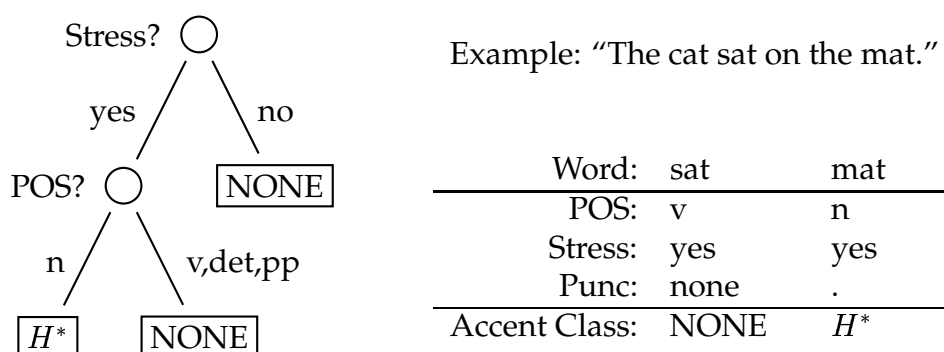 Stress?
yes
no
POS?
NONE
n
v,det,pp
H*
NONE
Example: “The cat sat on the mat.”
Word: sat mat
POS: v n
Stress: yes yes
Punc: none .
Accent Class: NONE H*